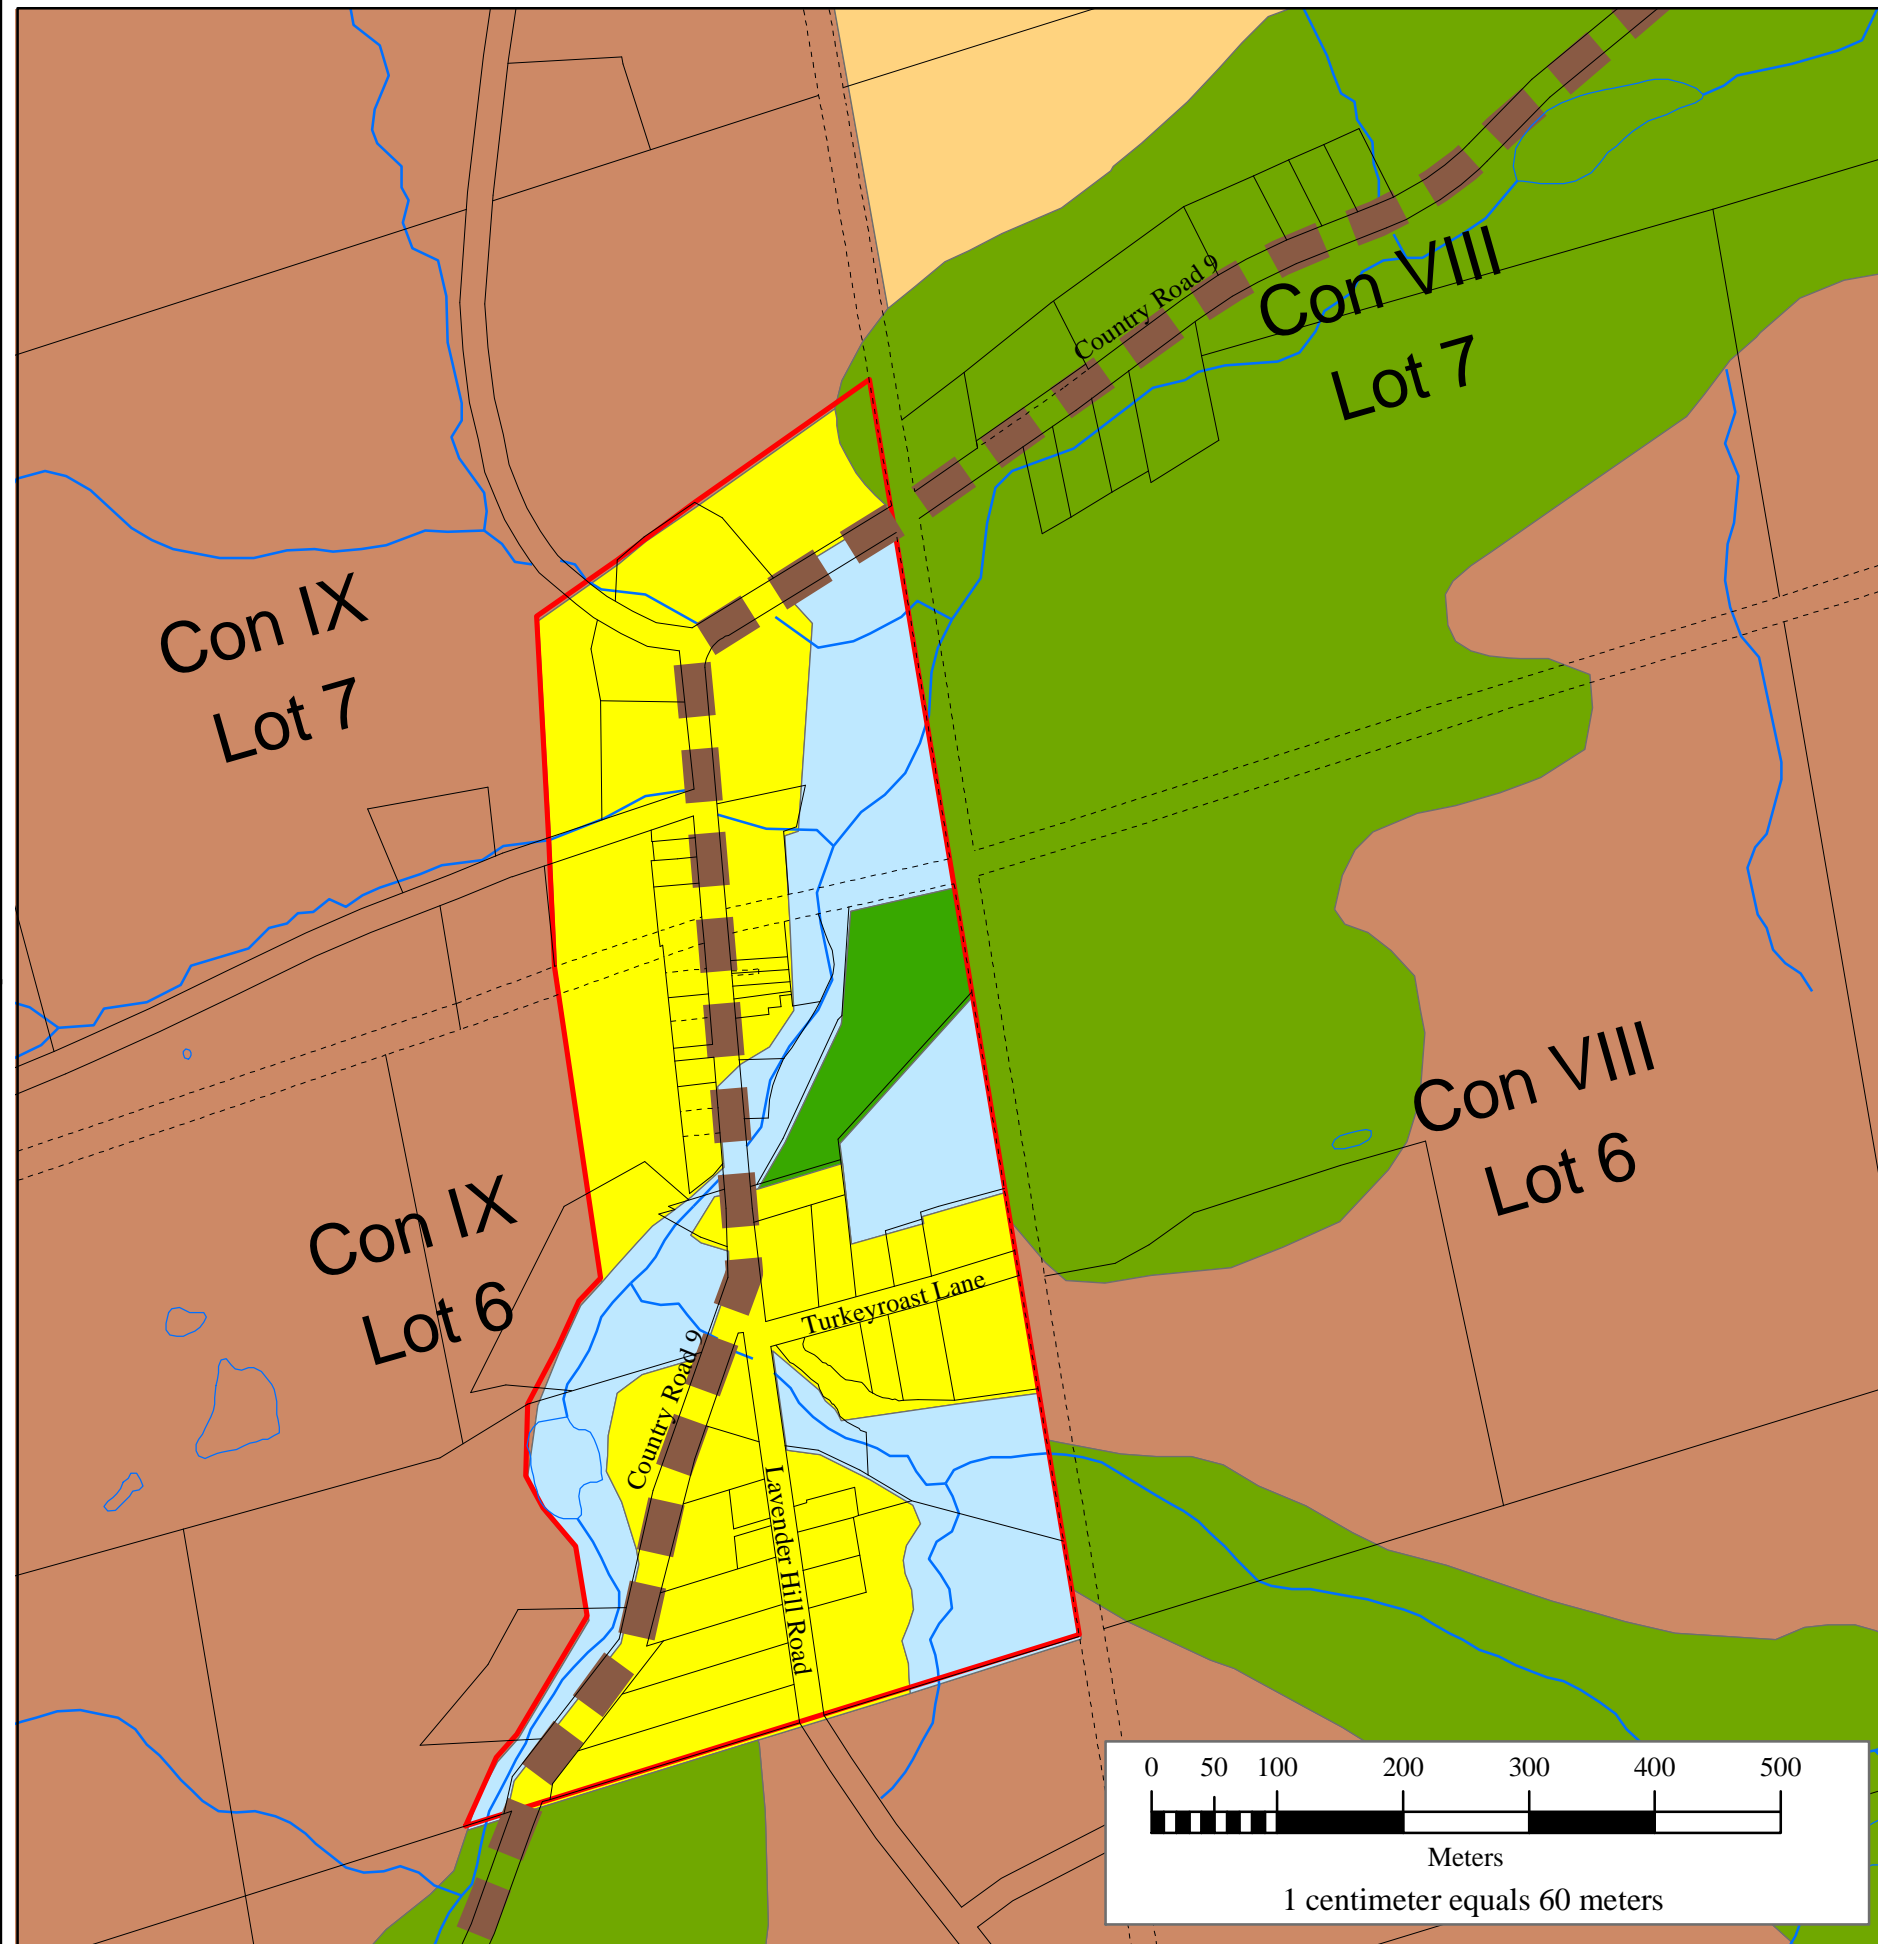 Country Road 9
Con VIII
Lot 7
Con IX
Lot 7
Con VIII
Lot 6
Con IX
Lot 6
Turkeyroast Lane
Country Road 9
Lavender Hill Road
0 50 100 200 300 400 500
Meters
1 centimeter equals 60 meters